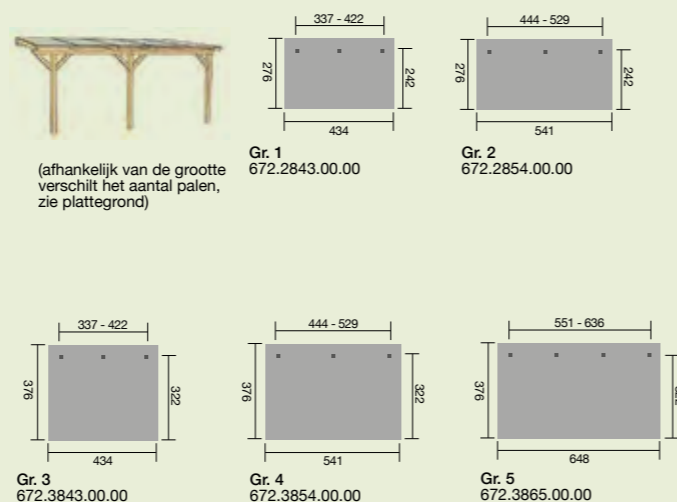 337 - 422
276
242
434
Gr. 1
672.2843.00.00
444 - 529
276
242
541
Gr. 2
672.2854.00.00
(afhankelijk van de grootte
verschilt het aantal palen,
zie plattegrond)
337 - 422
376
322
434
Gr. 3
672.3843.00.00
444 - 529
376
322
541
Gr. 4
672.3854.00.00
551 - 636
376
648
Gr. 5
672.3865.00.00